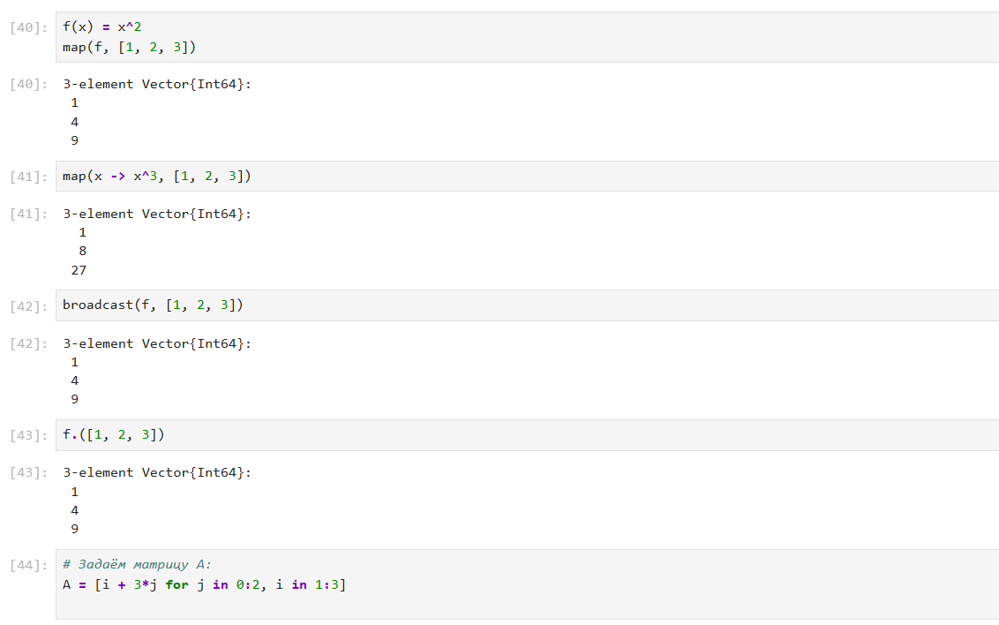 [40]: f(x) = x^2
map(f, [1, 2, 3])
[40]: 3-element Vector{Int64}:
1
4
9
[41]: map(x -> x^3, [1, 2, 3])
[41]: 3-element Vector{Int64}:
1
8
27
[42]: broadcast(f, [1, 2, 3])
[42]: 3-element Vector{Int64}:
1
4
9
[43]: f.([1, 2, 3])
[43]: 3-element Vector{Int64}:
1
4
9
[44]: # Задаём матрицу A:
A = [i + 3*j for j in 0:2, i in 1:3]